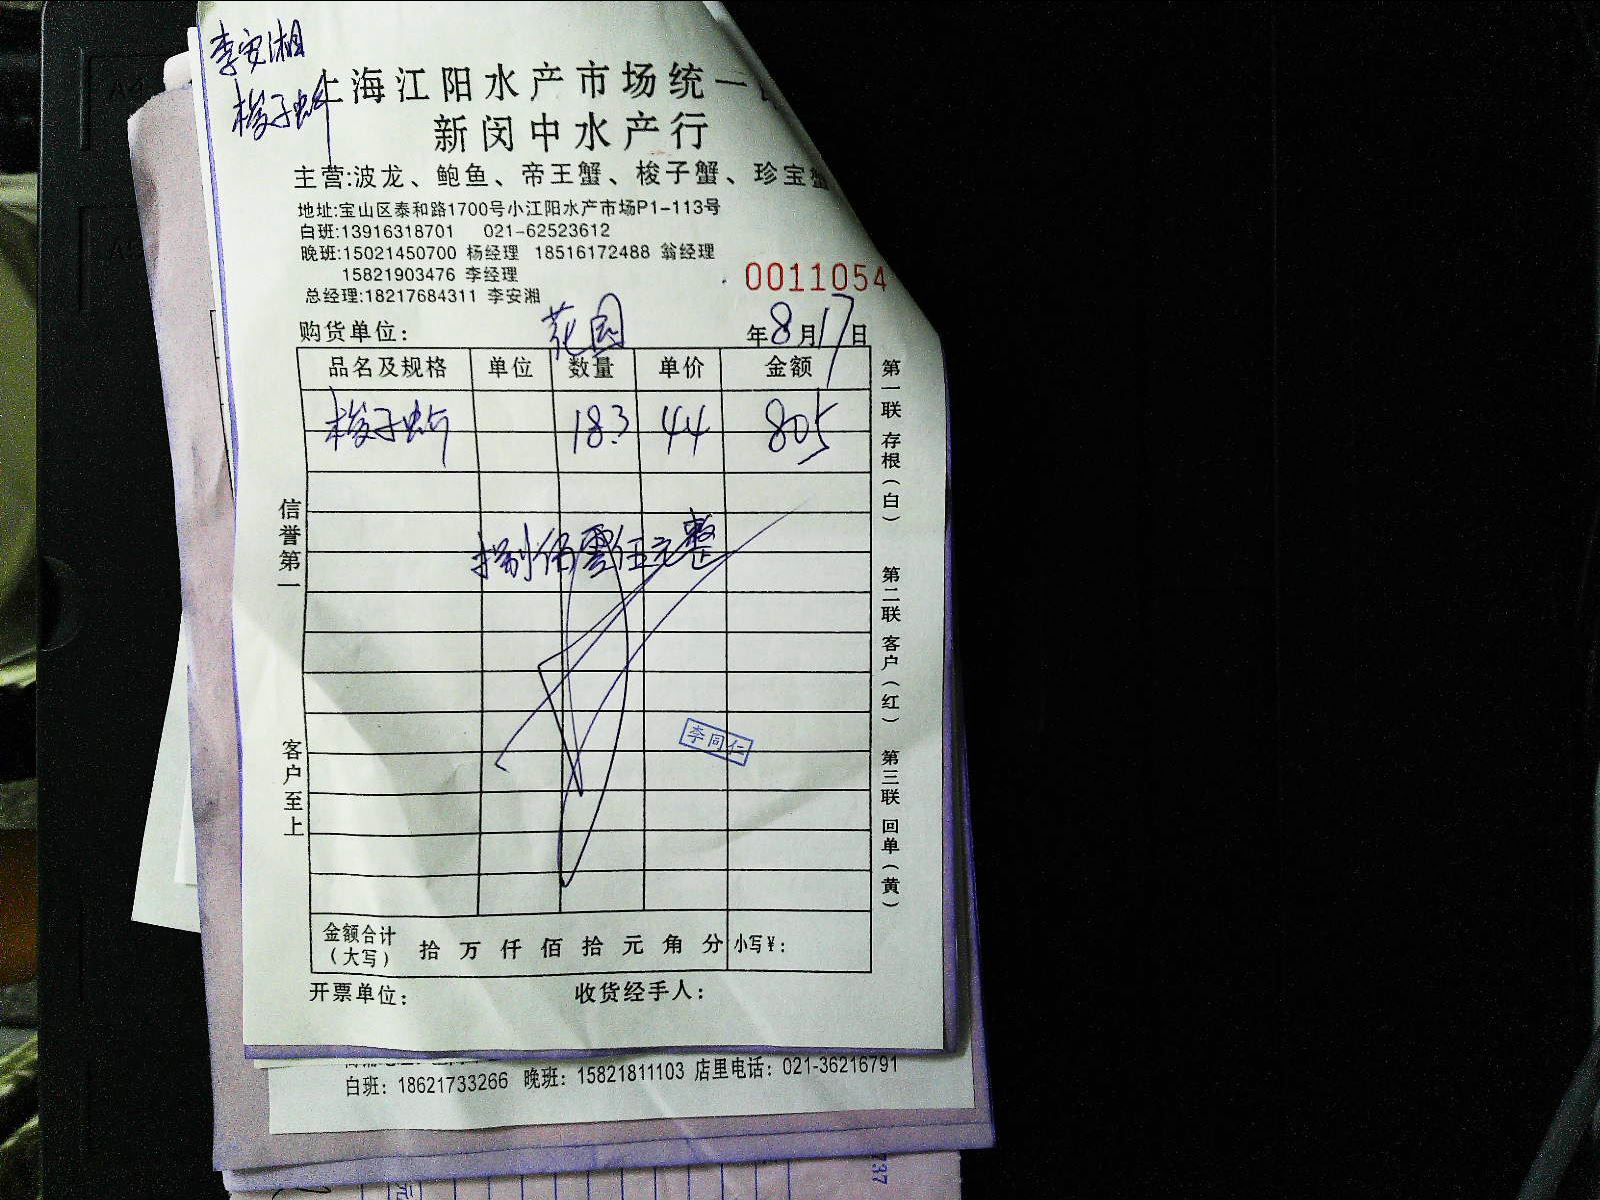 李安湘
梭子蚧
上海江阳水产市场统一
新闵中水产行
主营:波龙、鲍鱼、帝王蟹、梭子蟹、珍宝蟹
地址:宝山区泰和路1700号小江阳水产市场P1-113号
白班:13916318701 021-62523612
晚班:15021450700 杨经理 18516172488 翁经理
15821903476 李经理
总经理:18217684311 李安湘
0011054
购货单位: 花园 年8月17日
品名及规格 单位 数量 单价 金额
梭子蚧 18.3 44 805
捌佰零伍元整
李同仁
金额合计(大写) 拾 万 仟 佰 拾 元 角 分 小写¥:
开票单位: 收货经手人:
信誉第一
客户至上
第一联 存根(白)
第二联 客户(红)
第三联 回单(黄)
白班: 18621733266 晚班: 15821811103 店里电话: 021-36216791
737